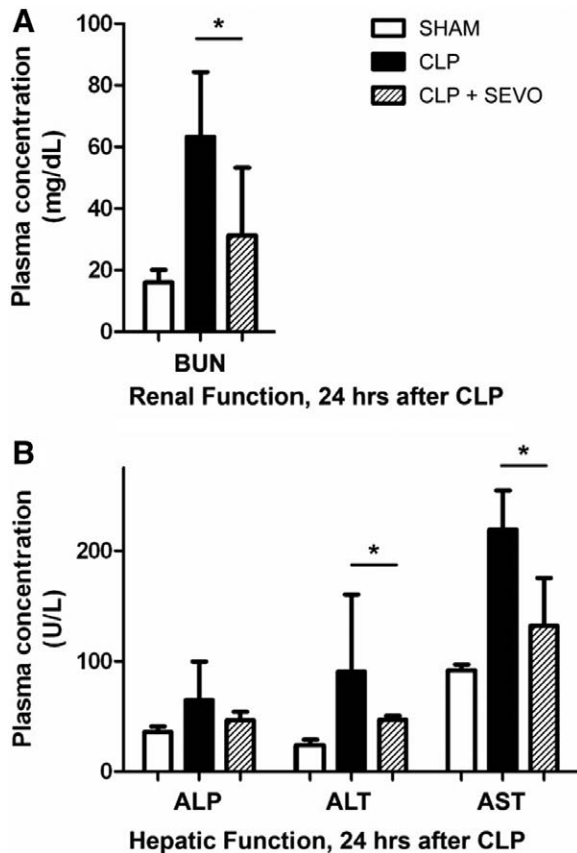 A
*
SHAM
CLP
CLP + SEVO
Plasma concentration
(mg/dL)
100
80
60
40
20
0
BUN
Renal Function, 24 hrs after CLP
B
*
*
Plasma concentration
(U/L)
200
100
0
ALP ALT AST
Hepatic Function, 24 hrs after CLP